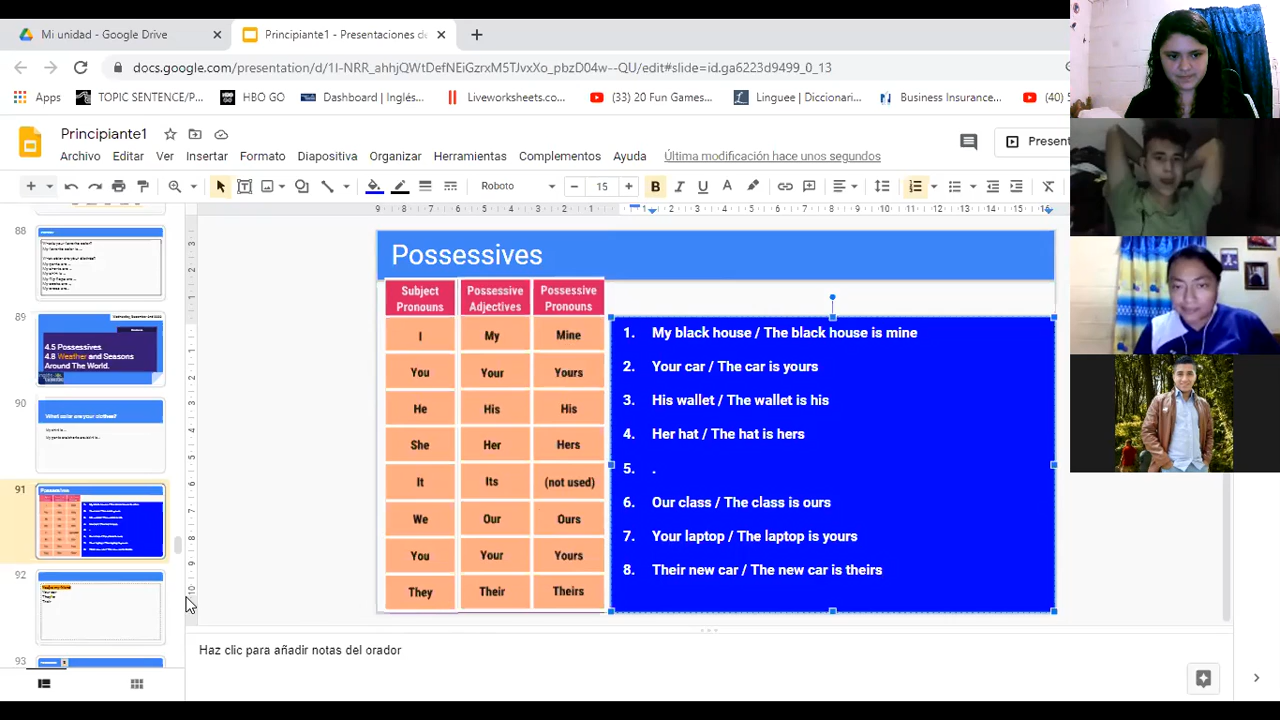 Mi unidad - Google Drive
Principiante1 - Presentaciones de
docs.google.com/presentation/d/
/edit#slide=id.ga6223d9499_0_13
Apps
TOPIC SENTENCE/P...
HBO GO
Dashboard | Inglés...
Liveworksheets.co...
(33) 20 Fun Games...
Linguee | Diccionari...
Business Insurance...
(40)
Principiante1
Archivo Editar Ver Insertar Formato Diapositiva Organizar Herramientas Complementos Ayuda
Última modificación hace unos segundos
Present
Roboto
15
B I U A
88
89
4.5 Possessives
4.8 Weather and Seasons
Around The World.
90
What color are your clothes?
91
Possessives
92
93
Possessives
Subject Pronouns Possessive Adjectives Possessive Pronouns
I My Mine
You Your Yours
He His His
She Her Hers
It Its (not used)
We Our Ours
You Your Yours
They Their Theirs
1. My black house / The black house is mine
2. Your car / The car is yours
3. His wallet / The wallet is his
4. Her hat / The hat is hers
5. .
6. Our class / The class is ours
7. Your laptop / The laptop is yours
8. Their new car / The new car is theirs
Haz clic para añadir notas del orador